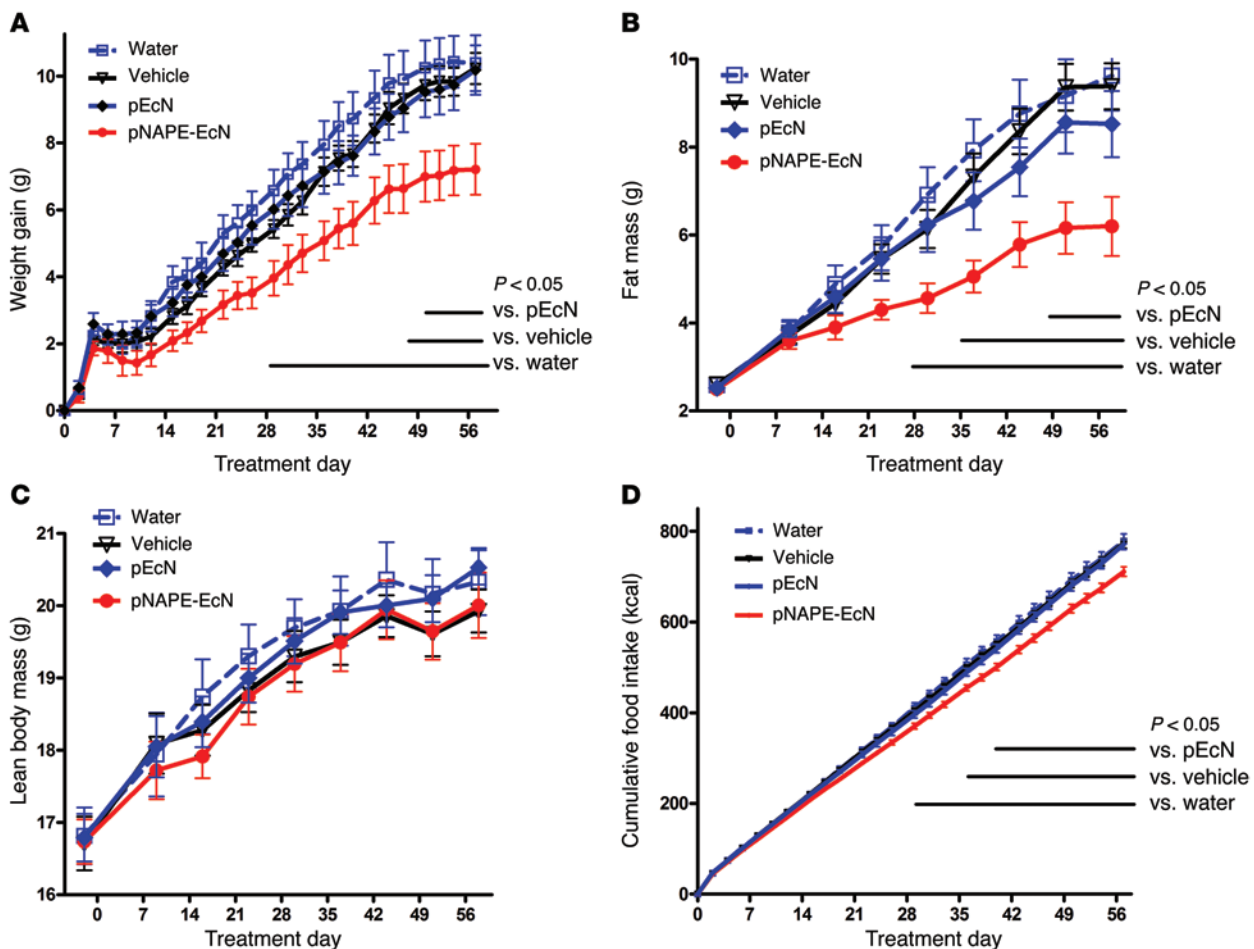 A
Water
Vehicle
pEcN
pNAPE-EcN
Weight gain (g)
10
8
6
4
2
0
P < 0.05
vs. pEcN
vs. vehicle
vs. water
0 7 14 21 28 35 42 49 56
Treatment day
B
Water
Vehicle
pEcN
pNAPE-EcN
Fat mass (g)
10
8
6
4
2
P < 0.05
vs. pEcN
vs. vehicle
vs. water
0 7 14 21 28 35 42 49 56
Treatment day
C
Water
Vehicle
pEcN
pNAPE-EcN
Lean body mass (g)
21
20
19
18
17
16
0 7 14 21 28 35 42 49 56
Treatment day
D
Water
Vehicle
pEcN
pNAPE-EcN
Cumulative food intake (kcal)
800
600
400
200
0
P < 0.05
vs. pEcN
vs. vehicle
vs. water
0 7 14 21 28 35 42 49 56
Treatment day